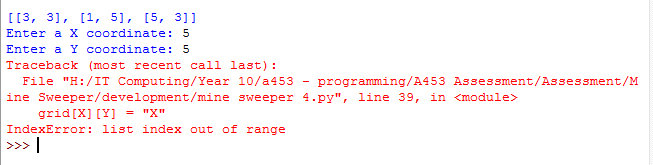 [[3, 3], [1, 5], [5, 3]]
Enter a X coordinate: 5
Enter a Y coordinate: 5
Traceback (most recent call last):
  File "H:/IT Computing/Year 10/a453 - programming/A453 Assessment/Assessment/M
ine Sweeper/development/mine sweeper 4.py", line 39, in <module>
    grid[X][Y] = "X"
IndexError: list index out of range
>>>